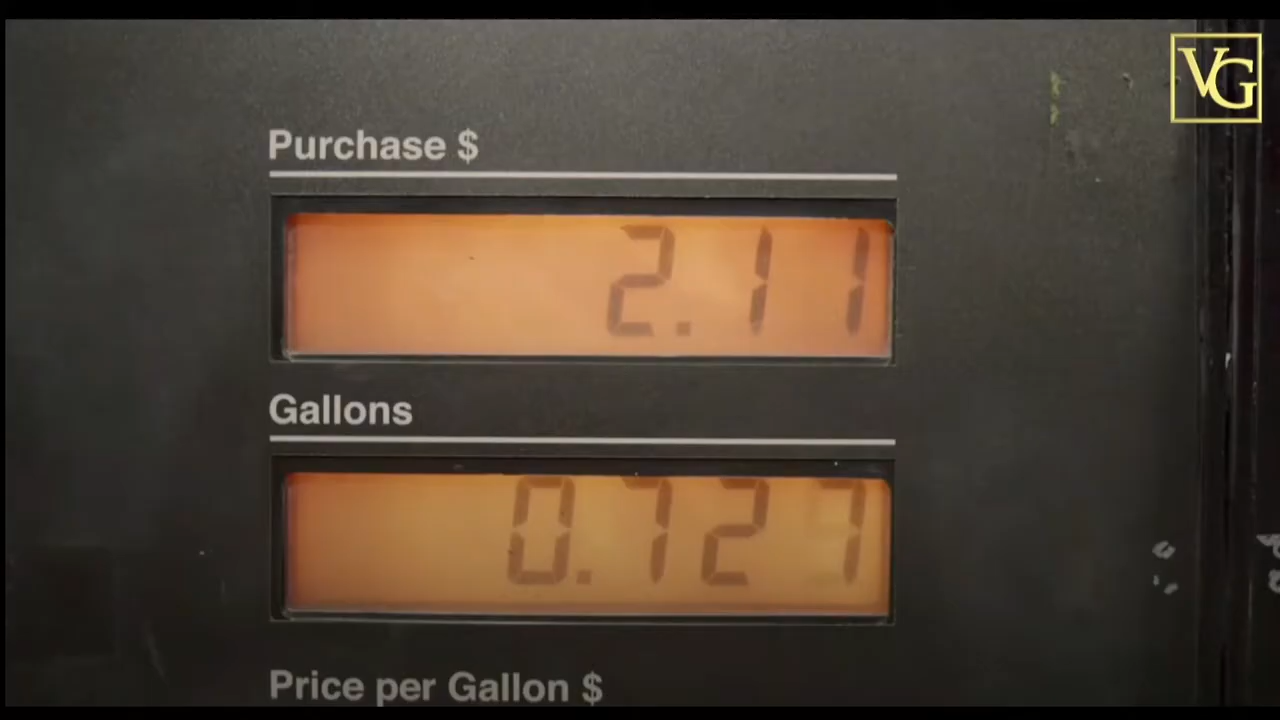 VG
Purchase $
2.11
Gallons
0.727
Price per Gallon $